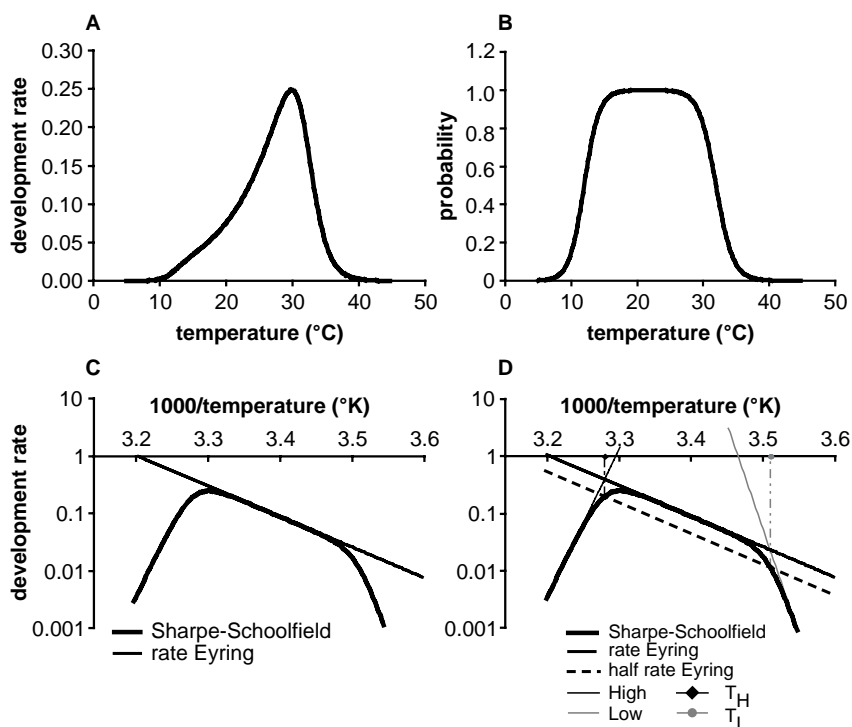 A
0.30
0.25
0.20
0.15
0.10
0.05
0.00
0 10 20 30 40 50
development rate
temperature (°C)
B
1.2
1.0
0.8
0.6
0.4
0.2
0
0 10 20 30 40 50
probability
temperature (°C)
C
1000/temperature (°K)
10
3.2 3.3 3.4 3.5 3.6
1
0.1
0.01
0.001
development rate
Sharpe-Schoolfield
rate Eyring
D
1000/temperature (°K)
10
3.2 3.3 3.4 3.5 3.6
1
0.1
0.01
0.001
Sharpe-Schoolfield
rate Eyring
half rate Eyring
High T_H
Low T_L